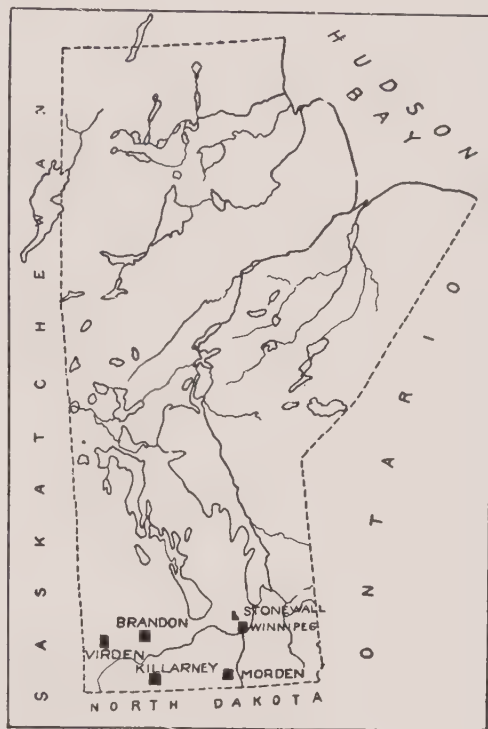 HUDSON
BAY
SASKATCHEWAN
ONTARIO
STONEWALL
WINNIPEG
BRANDON
VIRDEN
KILLARNEY
MORDEN
NORTH DAKOTA